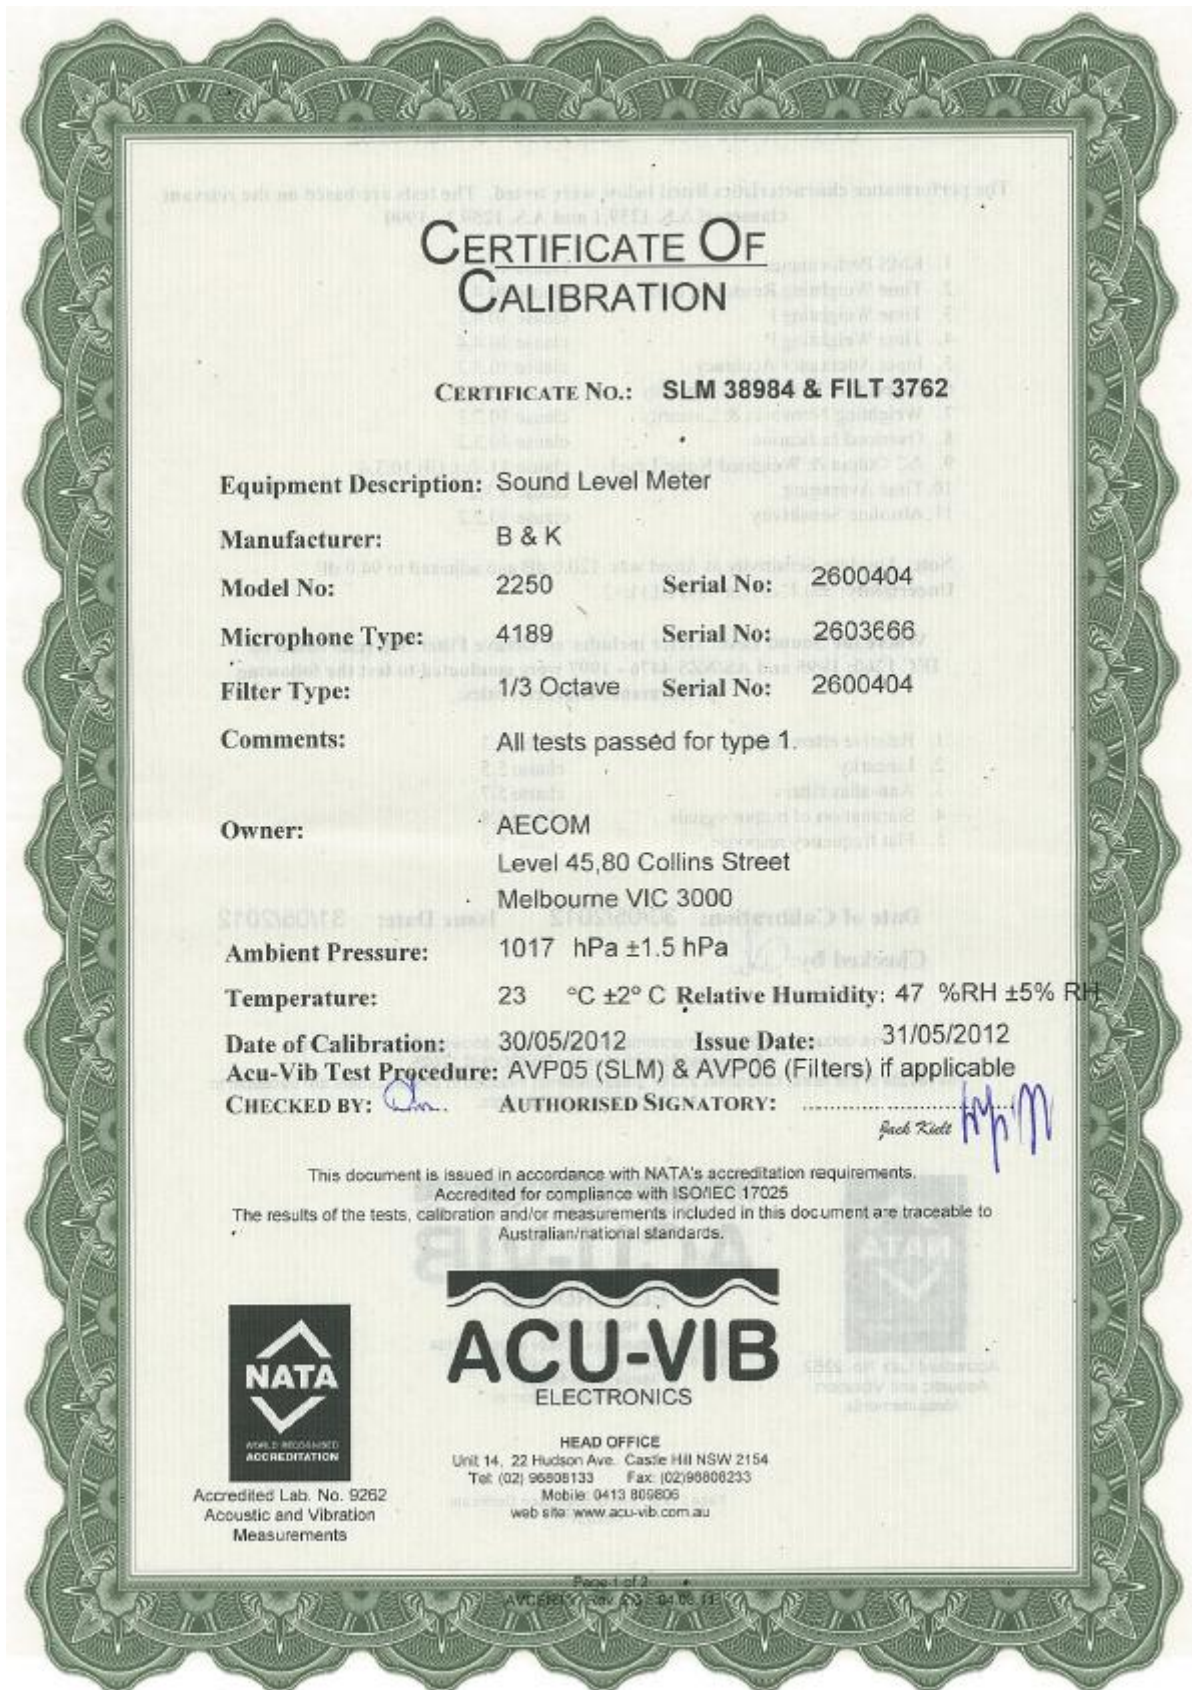 CERTIFICATE OF
CALIBRATION
CERTIFICATE NO.: SLM 38984 & FILT 3762
Equipment Description: Sound Level Meter
Manufacturer: B & K
Model No: 2250 Serial No: 2600404
Microphone Type: 4189 Serial No: 2603666
Filter Type: 1/3 Octave Serial No: 2600404
Comments: All tests passed for type 1.
Owner: AECOM
Level 45,80 Collins Street
Melbourne VIC 3000
Ambient Pressure: 1017 hPa ±1.5 hPa
Temperature: 23 °C ±2° C Relative Humidity: 47 %RH ±5% RH
Date of Calibration: 30/05/2012 Issue Date: 31/05/2012
Acu-Vib Test Procedure: AVP05 (SLM) & AVP06 (Filters) if applicable
CHECKED BY: AUTHORISED SIGNATORY:
Jack Kielt
This document is issued in accordance with NATA's accreditation requirements.
Accredited for compliance with ISO/IEC 17025
The results of the tests, calibration and/or measurements included in this document are traceable to
Australian/national standards.
NATA
WORLD RECOGNISED
ACCREDITATION
Accredited Lab. No. 9262
Acoustic and Vibration
Measurements
ACU-VIB
ELECTRONICS
HEAD OFFICE
Unit 14, 22 Hudson Ave. Castle Hill NSW 2154
Tel: (02) 96808133 Fax: (02)96808233
Mobile: 0413 809806
web site: www.acu-vib.com.au
Page 1 of 2